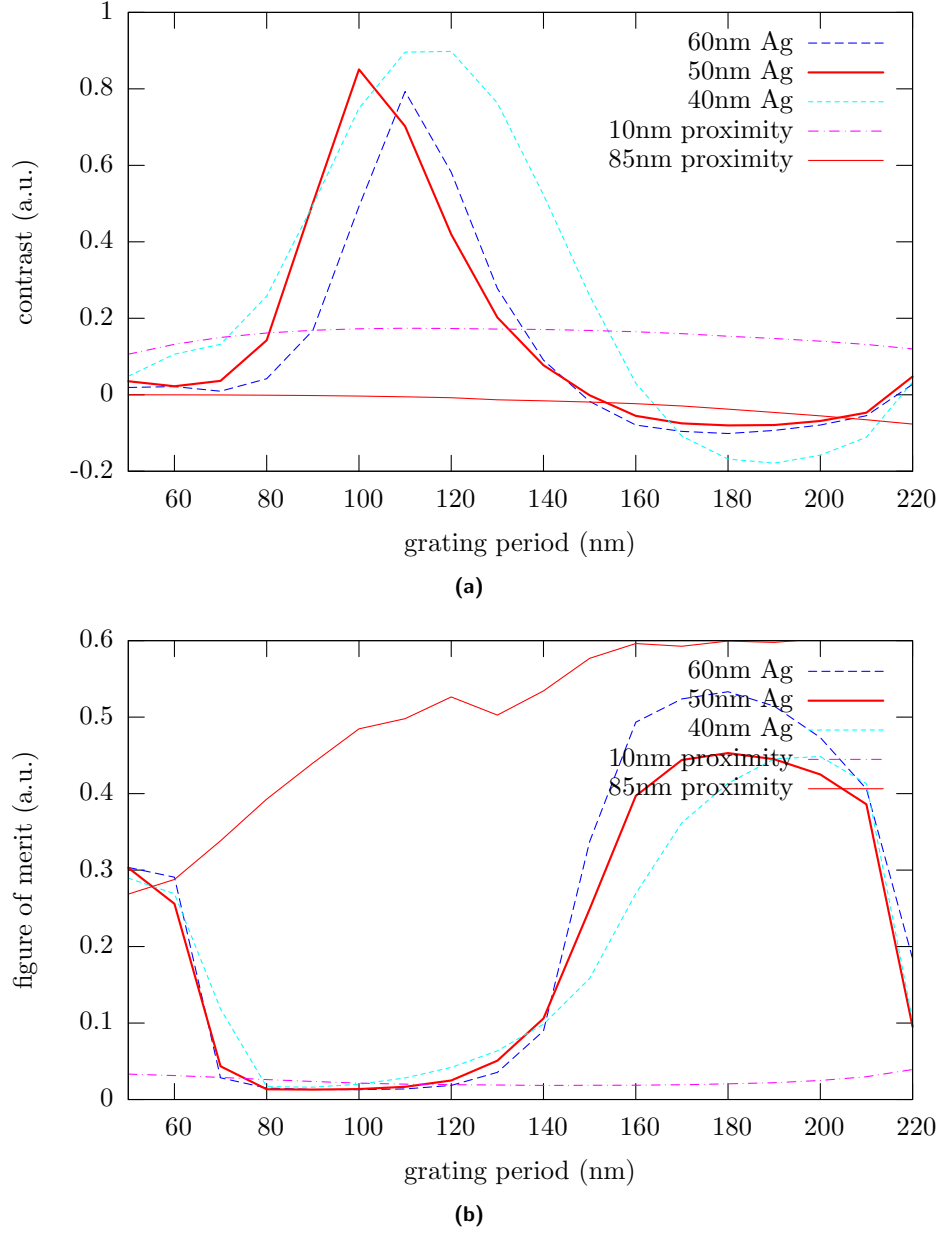 1
0.8
0.6
0.4
0.2
0
-0.2
contrast (a.u.)
60nm Ag
50nm Ag
40nm Ag
10nm proximity
85nm proximity
60 80 100 120 140 160 180 200 220
grating period (nm)
(a)
0.6
0.5
0.4
0.3
0.2
0.1
0
figure of merit (a.u.)
60nm Ag
50nm Ag
40nm Ag
10nm proximity
85nm proximity
60 80 100 120 140 160 180 200 220
grating period (nm)
(b)